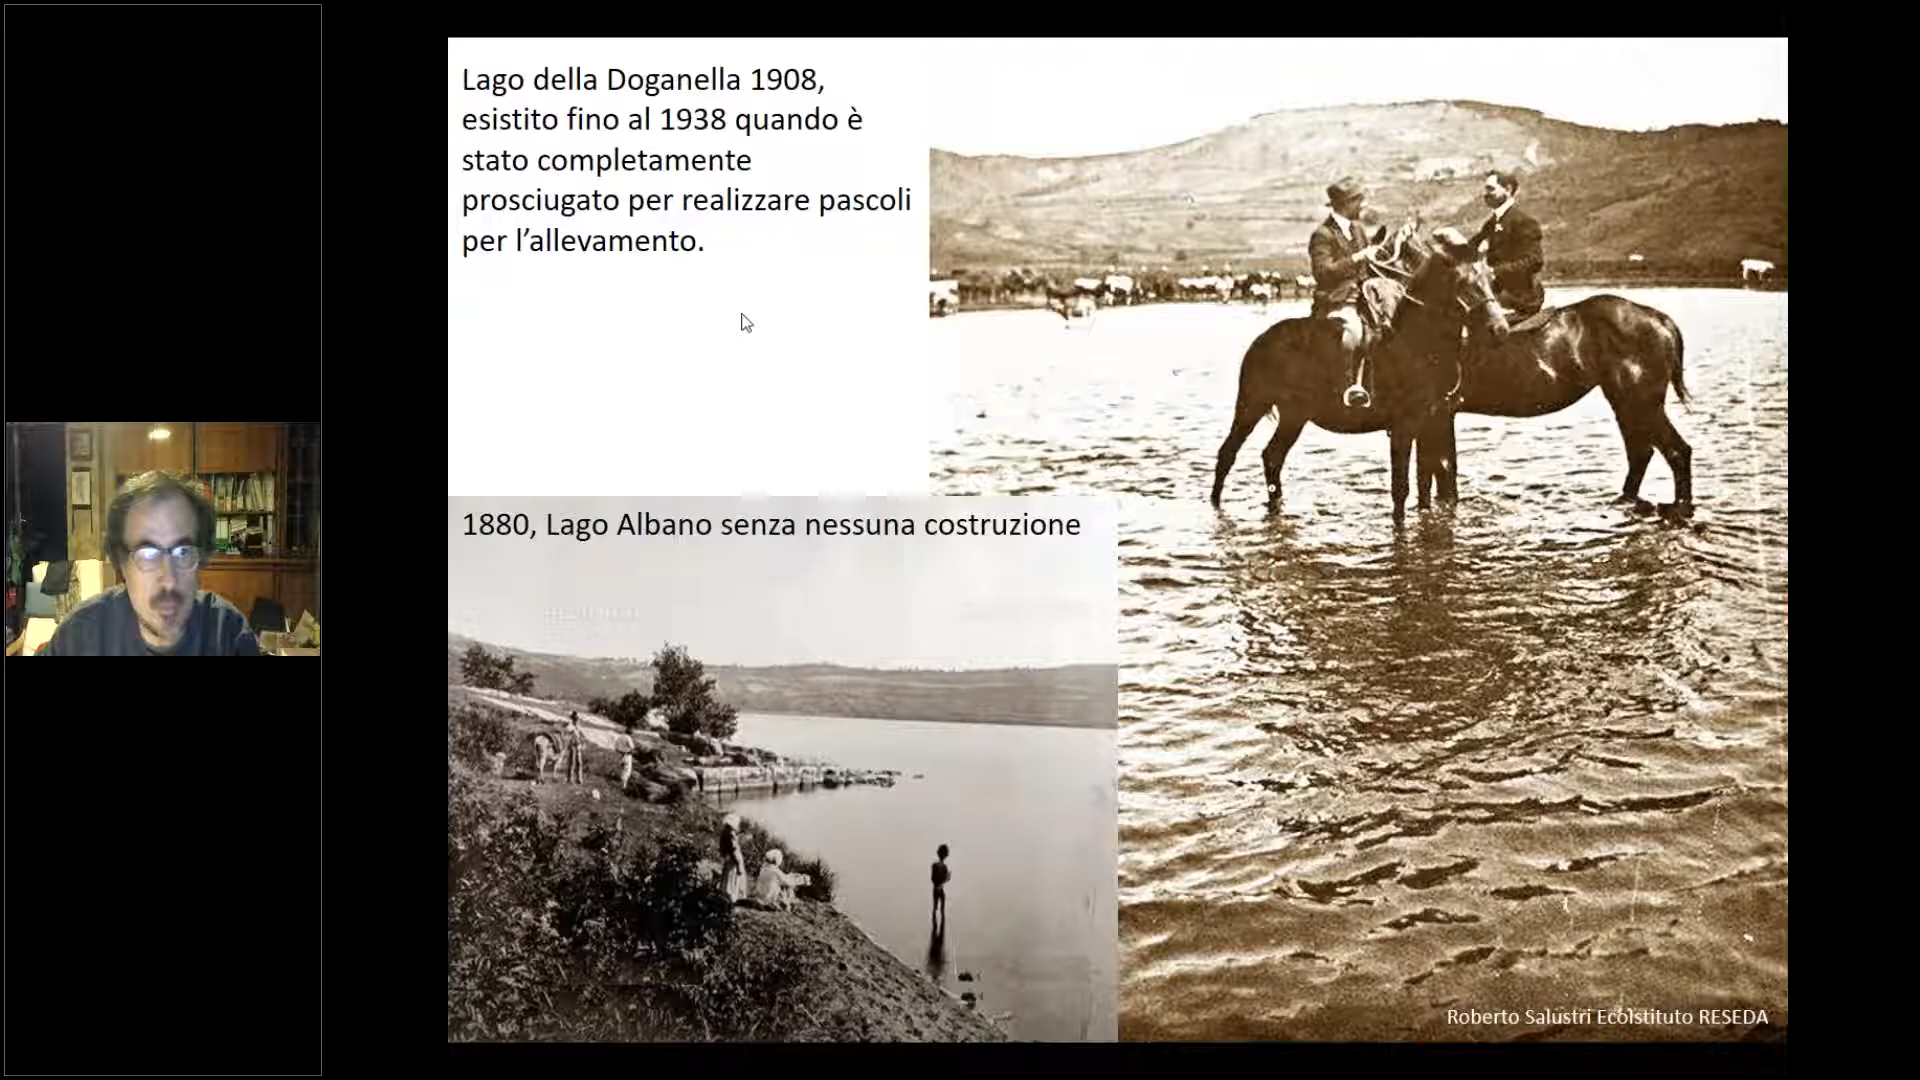 Lago della Doganella 1908,
esistito fino al 1938 quando è
stato completamente
prosciugato per realizzare pascoli
per l’allevamento.
1880, Lago Albano senza nessuna costruzione
Roberto Salustri EcoIstituto RESEDA